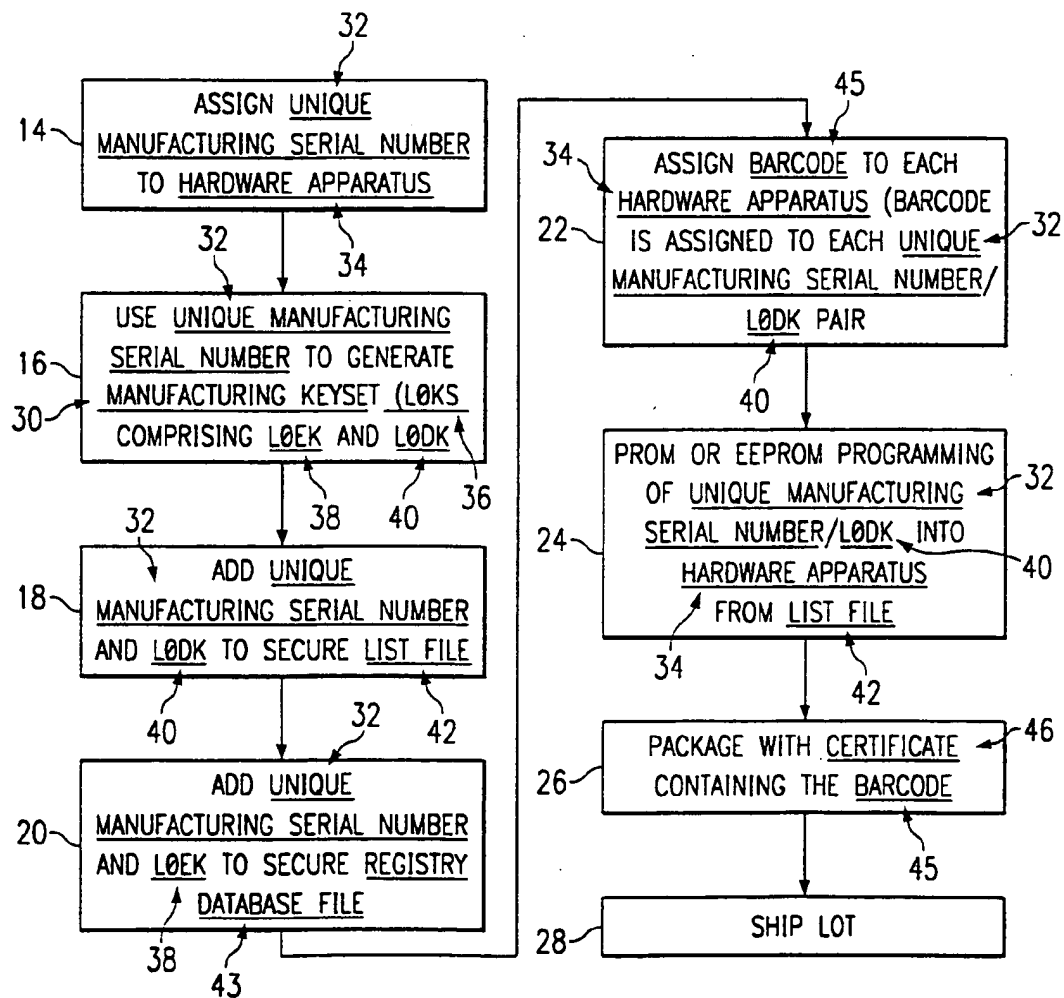 32
ASSIGN UNIQUE
MANUFACTURING SERIAL NUMBER
TO HARDWARE APPARATUS
14
34
32
USE UNIQUE MANUFACTURING
SERIAL NUMBER TO GENERATE
MANUFACTURING KEYSET (L0KS
COMPRISING L0EK AND L0DK
16
30
36
38
40
32
ADD UNIQUE
MANUFACTURING SERIAL NUMBER
AND L0DK TO SECURE LIST FILE
18
40
42
32
ADD UNIQUE
MANUFACTURING SERIAL NUMBER
AND L0EK TO SECURE REGISTRY
DATABASE FILE
20
38
43
45
ASSIGN BARCODE TO EACH
HARDWARE APPARATUS (BARCODE
IS ASSIGNED TO EACH UNIQUE
MANUFACTURING SERIAL NUMBER/
L0DK PAIR
34
22
32
40
PROM OR EEPROM PROGRAMMING
OF UNIQUE MANUFACTURING
SERIAL NUMBER/L0DK INTO
HARDWARE APPARATUS
FROM LIST FILE
32
24
40
34
42
PACKAGE WITH CERTIFICATE
CONTAINING THE BARCODE
46
26
45
SHIP LOT
28